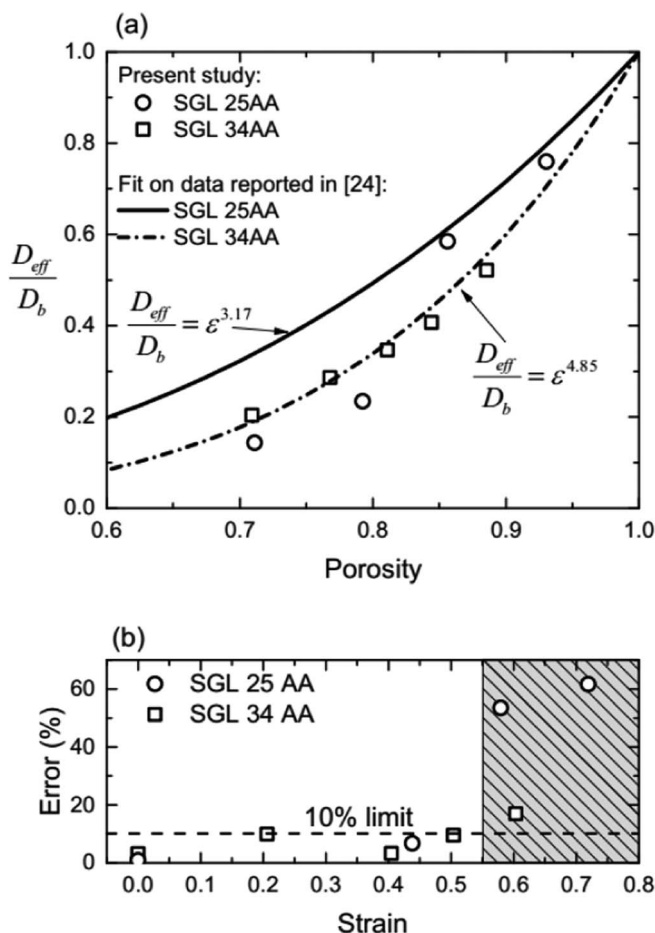 (a)
1.0
0.8
0.6
0.4
0.2
0.0
D_eff
D_b
Present study:
SGL 25AA
SGL 34AA
Fit on data reported in [24]:
SGL 25AA
SGL 34AA
D_eff/D_b = ε^3.17
D_eff/D_b = ε^4.85
0.6 0.7 0.8 0.9 1.0
Porosity
(b)
60
40
20
10
0
Error (%)
SGL 25 AA
SGL 34 AA
10% limit
0.0 0.1 0.2 0.3 0.4 0.5 0.6 0.7 0.8
Strain